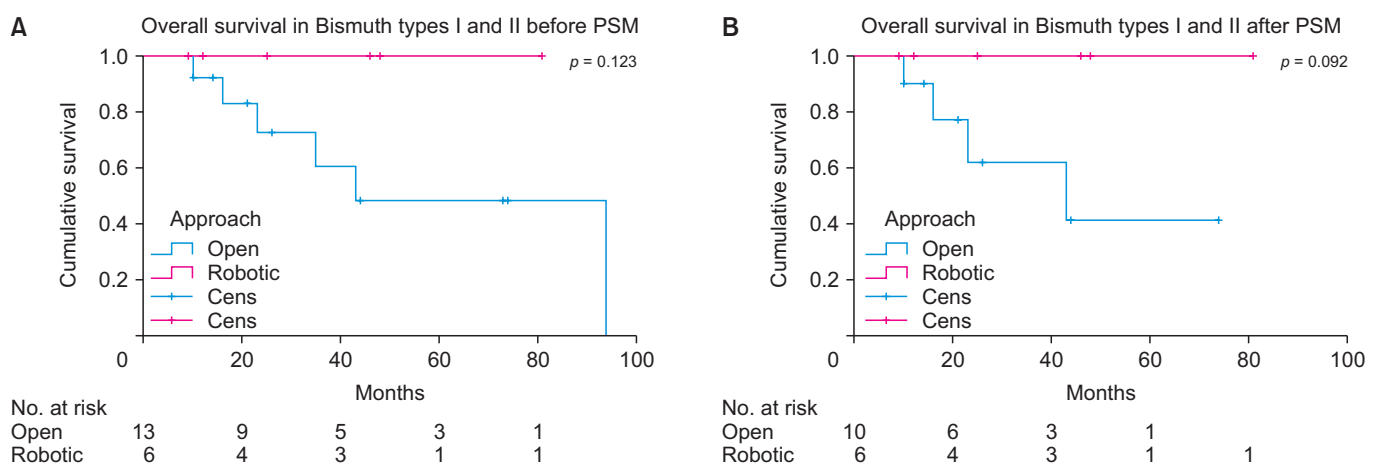 A
Overall survival in Bismuth types I and II before PSM
p = 0.123
Cumulative survival
1.0
0.8
0.6
0.4
0.2
Approach
Open
Robotic
Cens
Cens
0 20 40 60 80 100
Months
No. at risk
Open 13 9 5 3 1
Robotic 6 4 3 1 1
B
Overall survival in Bismuth types I and II after PSM
p = 0.092
Cumulative survival
1.0
0.8
0.6
0.4
0.2
Approach
Open
Robotic
Cens
Cens
0 20 40 60 80 100
Months
No. at risk
Open 10 6 3 1
Robotic 6 4 3 1 1